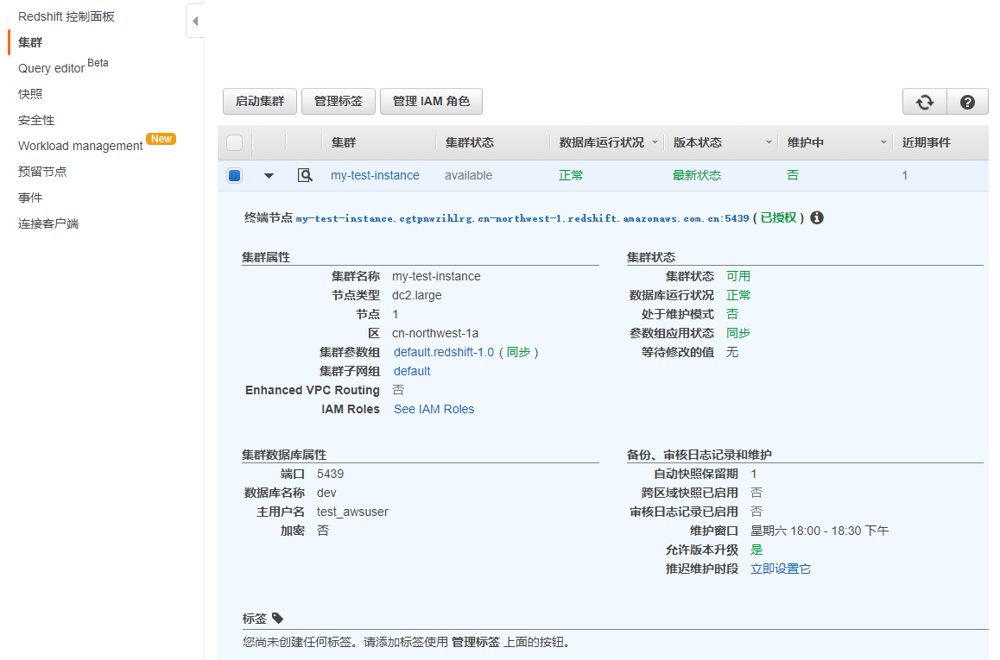 Redshift 控制面板
集群
Query editor Beta
快照
安全性
Workload management New
预留节点
事件
连接客户端
启动集群 管理标签 管理 IAM 角色
集群 集群状态 数据库运行状况 版本状态 维护中 近期事件
my-test-instance available 正常 最新状态 否 1
终端节点 my-test-instance.cgtpnwzihlrg.cn-northwest-1.redshift.amazonaws.com.cn:5439 ( 已授权 )
集群属性
集群名称 my-test-instance
节点类型 dc2.large
节点 1
区 cn-northwest-1a
集群参数组 default.redshift-1.0 ( 同步 )
集群子网组 default
Enhanced VPC Routing 否
IAM Roles See IAM Roles
集群状态
集群状态 可用
数据库运行状况 正常
处于维护模式 否
参数组应用状态 同步
等待修改的值 无
集群数据库属性
端口 5439
数据库名称 dev
主用户名 test_awsuser
加密 否
备份、审核日志记录和维护
自动快照保留期 1
跨区域快照已启用 否
审核日志记录已启用 否
维护窗口 星期六 18:00 - 18:30 下午
允许版本升级 是
推迟维护时段 立即设置它
标签
您尚未创建任何标签。请添加标签使用 管理标签 上面的按钮。